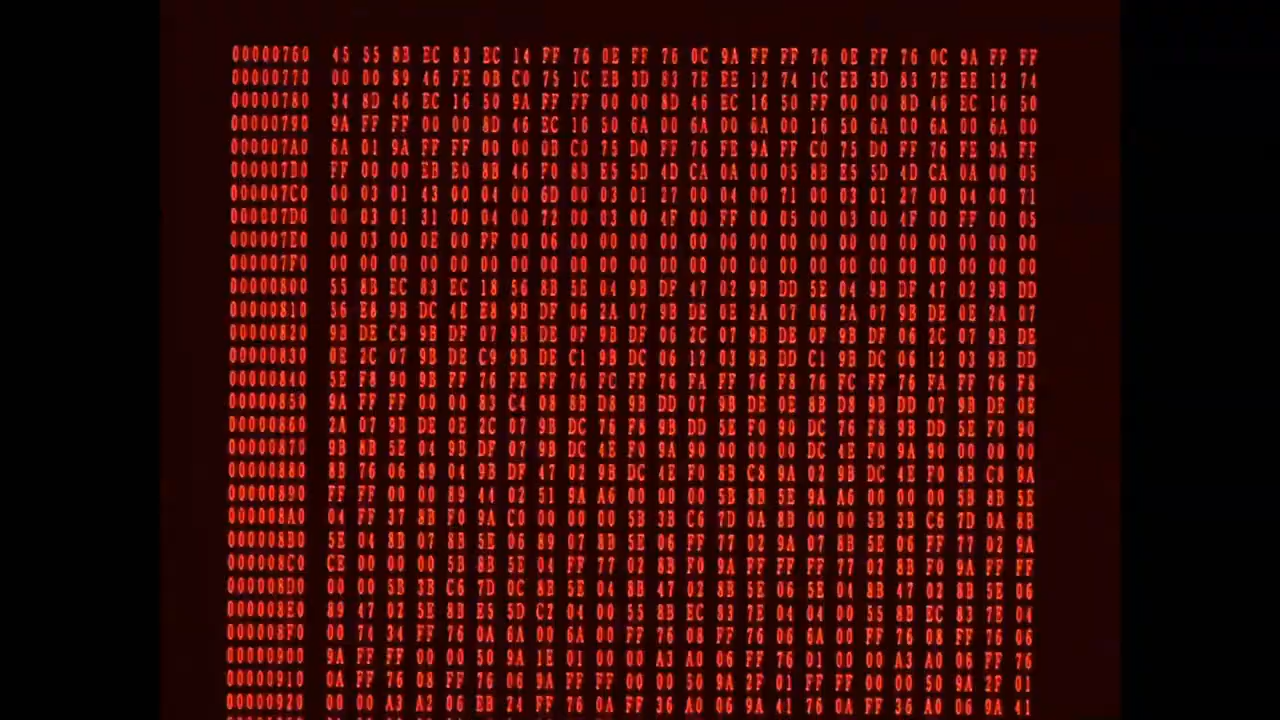 00000760 45 55 8B EC 83 EC 14 FF 76 0E FF 76 0C 9A FF FF 76 0E FF 76 0C 9A FF FF
00000770 00 00 89 46 FE 0B C0 75 1C EB 3D 83 7E EE 12 74 1C EB 3D 83 7E EE 12 74
00000780 34 8D 46 EC 16 50 9A FF FF 00 00 8D 46 EC 16 50 FF 00 00 8D 46 EC 16 50
00000790 9A FF FF 00 00 8D 46 EC 16 50 6A 00 6A 00 6A 00 16 50 6A 00 6A 00 6A 00
000007A0 6A 01 9A FF FF 00 00 0B C0 75 D0 FF 76 FE 9A FF C0 75 D0 FF 76 FE 9A FF
000007B0 FF 00 00 EB E0 8B 46 F0 8B E5 5D 4D CA 0A 00 05 8B E5 5D 4D CA 0A 00 05
000007C0 00 03 01 43 00 04 00 6D 00 03 01 27 00 04 00 71 00 03 01 27 00 04 00 71
000007D0 00 03 01 31 00 04 00 72 00 03 00 4F 00 FF 00 05 00 03 00 4F 00 FF 00 05
000007E0 00 03 00 0E 00 FF 00 06 00 00 00 00 00 00 00 00 00 00 00 00 00 00 00 00
000007F0 00 00 00 00 00 00 00 00 00 00 00 00 00 00 00 00 00 00 00 00 00 00 00 00
00000800 55 8B EC 83 EC 18 56 8B 5E 04 9B DF 47 02 9B DD 5E 04 9B DF 47 02 9B DD
00000810 56 E8 9B DC 4E E8 9B DF 06 2A 07 9B DE 0E 2A 07 06 2A 07 9B DE 0E 2A 07
00000820 9B DE C9 9B DF 07 9B DE 0F 9B DF 06 2C 07 9B DE 0F 9B DF 06 2C 07 9B DE
00000830 0E 2C 07 9B DE C9 9B DE C1 9B DC 06 12 03 9B DD C1 9B DC 06 12 03 9B DD
00000840 5E F8 90 9B FF 76 FE FF 76 FC FF 76 FA FF 76 F8 76 FC FF 76 FA FF 76 F8
00000850 9A FF FF 00 00 83 C4 08 8B D8 9B DD 07 9B DE 0E 8B D8 9B DD 07 9B DE 0E
00000860 2A 07 9B DE 0E 2C 07 9B DC 76 F8 9B DD 5E F0 90 DC 76 F8 9B DD 5E F0 90
00000870 9B 8B 5E 04 9B DF 07 9B DC 4E F0 9A 90 00 00 00 DC 4E F0 9A 90 00 00 00
00000880 8B 76 06 89 04 9B DF 47 02 9B DC 4E F0 8B C8 9A 02 9B DC 4E F0 8B C8 9A
00000890 FF FF 00 00 89 44 02 51 9A A6 00 00 00 5B 8B 5E 9A A6 00 00 00 5B 8B 5E
000008A0 04 FF 37 8B F0 9A C0 00 00 00 5B 3B C6 7D 0A 8B 00 00 5B 3B C6 7D 0A 8B
000008B0 5E 04 8B 07 8B 5E 06 89 07 8B 5E 06 FF 77 02 9A 07 8B 5E 06 FF 77 02 9A
000008C0 CE 00 00 00 5B 8B 5E 04 FF 77 02 8B F0 9A FF FF FF 77 02 8B F0 9A FF FF
000008D0 00 00 5B 3B C6 7D 0C 8B 5E 04 8B 47 02 8B 5E 06 5E 04 8B 47 02 8B 5E 06
000008E0 89 47 02 5E 8B E5 5D C2 04 00 55 8B EC 83 7E 04 04 00 55 8B EC 83 7E 04
000008F0 00 74 34 FF 76 0A 6A 00 6A 00 FF 76 08 FF 76 06 6A 00 FF 76 08 FF 76 06
00000900 9A FF FF 00 00 50 9A 1E 01 00 00 A3 A0 06 FF 76 01 00 00 A3 A0 06 FF 76
00000910 0A FF 76 08 FF 76 06 9A FF FF 00 00 50 9A 2F 01 FF FF 00 00 50 9A 2F 01
00000920 00 00 A3 A2 06 EB 24 FF 76 0A FF 36 A0 06 9A 41 76 0A FF 36 A0 06 9A 41